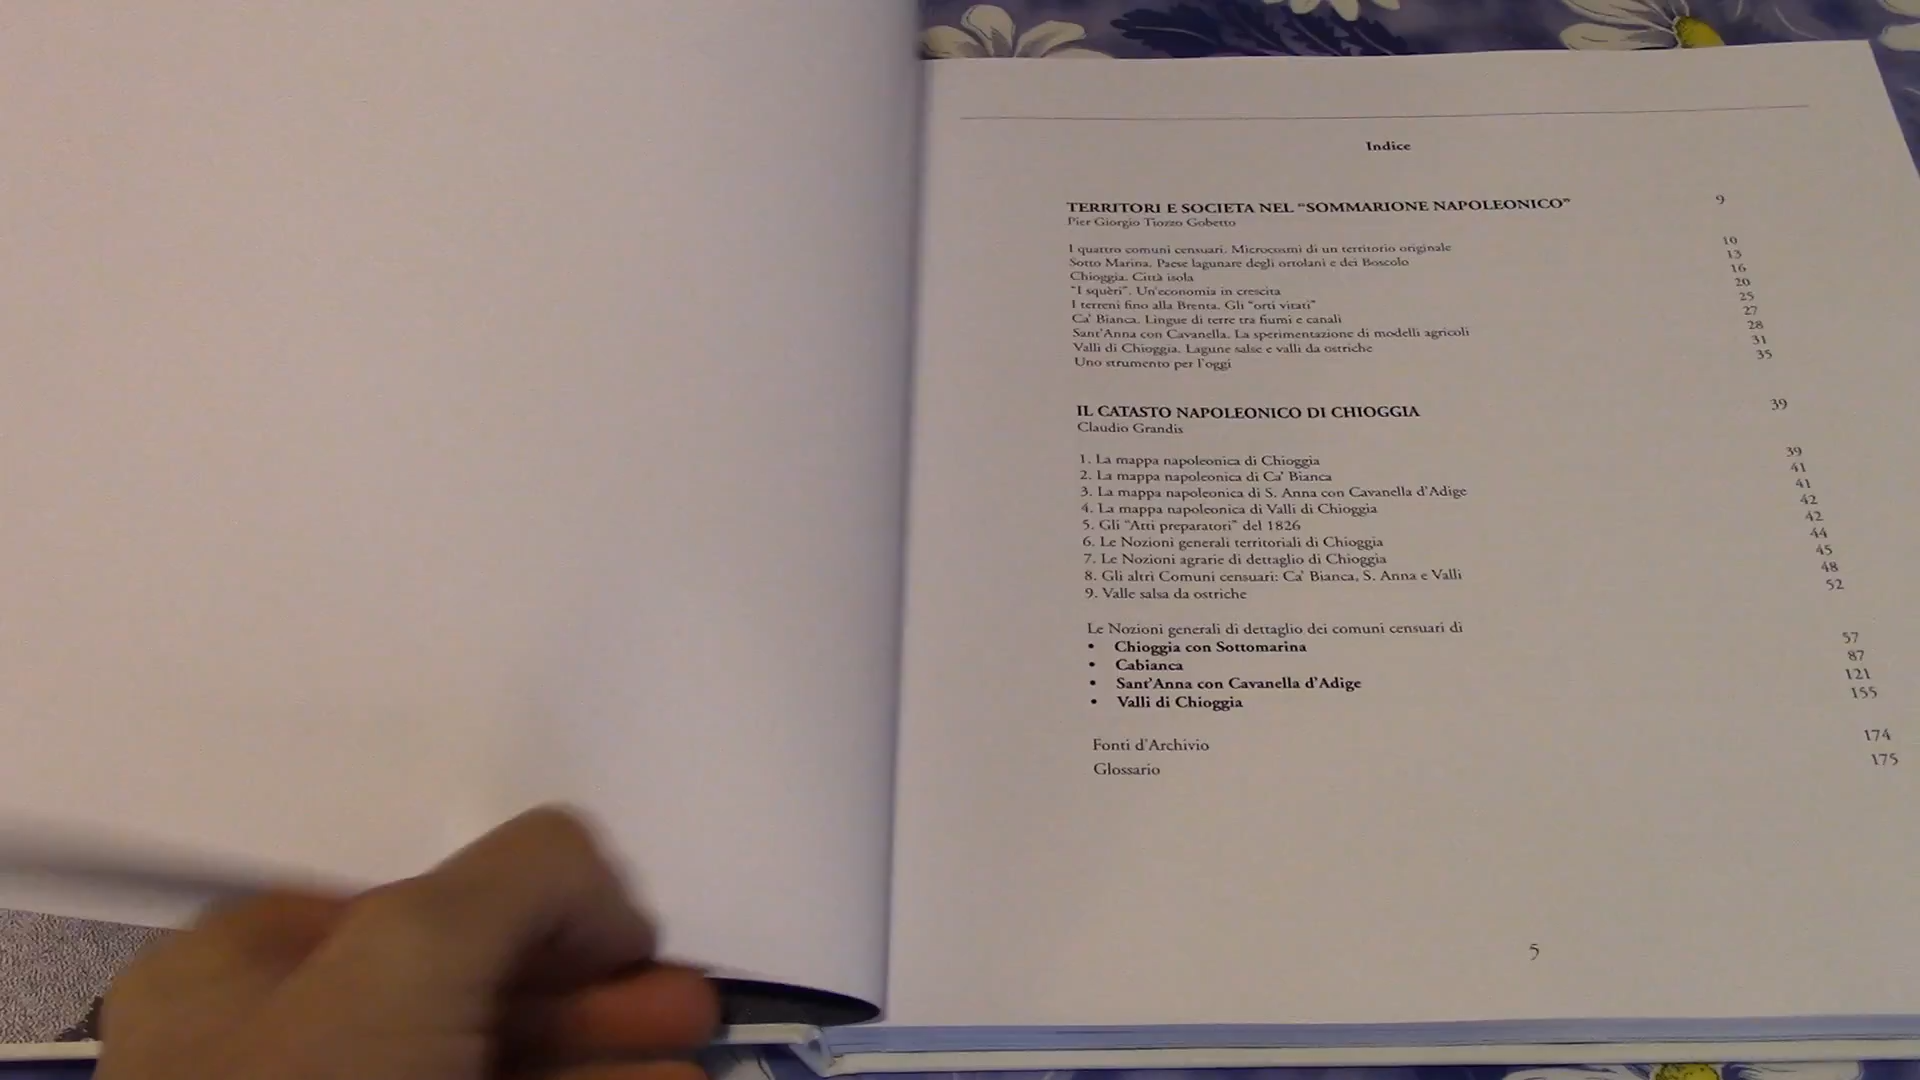 Indice
TERRITORI E SOCIETA NEL “SOMMARIONE NAPOLEONICO” 9
Pier Giorgio Tiozzo Gobetto
I quattro comuni censuari. Microcosmi di un territorio originale 10
Sotto Marina. Paese lagunare degli ortolani e dei Boscolo 13
Chioggia. Città isola 16
“I squèri”. Un'economia in crescita 20
I terreni fino alla Brenta. Gli “orti vitati” 25
Ca' Bianca. Lingue di terre tra fiumi e canali 27
Sant'Anna con Cavanella. La sperimentazione di modelli agricoli 28
Valli di Chioggia. Lagune salse e valli da ostriche 31
Uno strumento per l'oggi 35
IL CATASTO NAPOLEONICO DI CHIOGGIA 39
Claudio Grandis
1. La mappa napoleonica di Chioggia 39
2. La mappa napoleonica di Ca' Bianca 41
3. La mappa napoleonica di S. Anna con Cavanella d'Adige 41
4. La mappa napoleonica di Valli di Chioggia 42
5. Gli “Atti preparatori” del 1826 42
6. Le Nozioni generali territoriali di Chioggia 44
7. Le Nozioni agrarie di dettaglio di Chioggia 45
8. Gli altri Comuni censuari: Ca' Bianca, S. Anna e Valli 48
9. Valle salsa da ostriche 52
Le Nozioni generali di dettaglio dei comuni censuari di
• Chioggia con Sottomarina 57
• Cabianca 87
• Sant'Anna con Cavanella d'Adige 121
• Valli di Chioggia 155
Fonti d'Archivio 174
Glossario 175
5